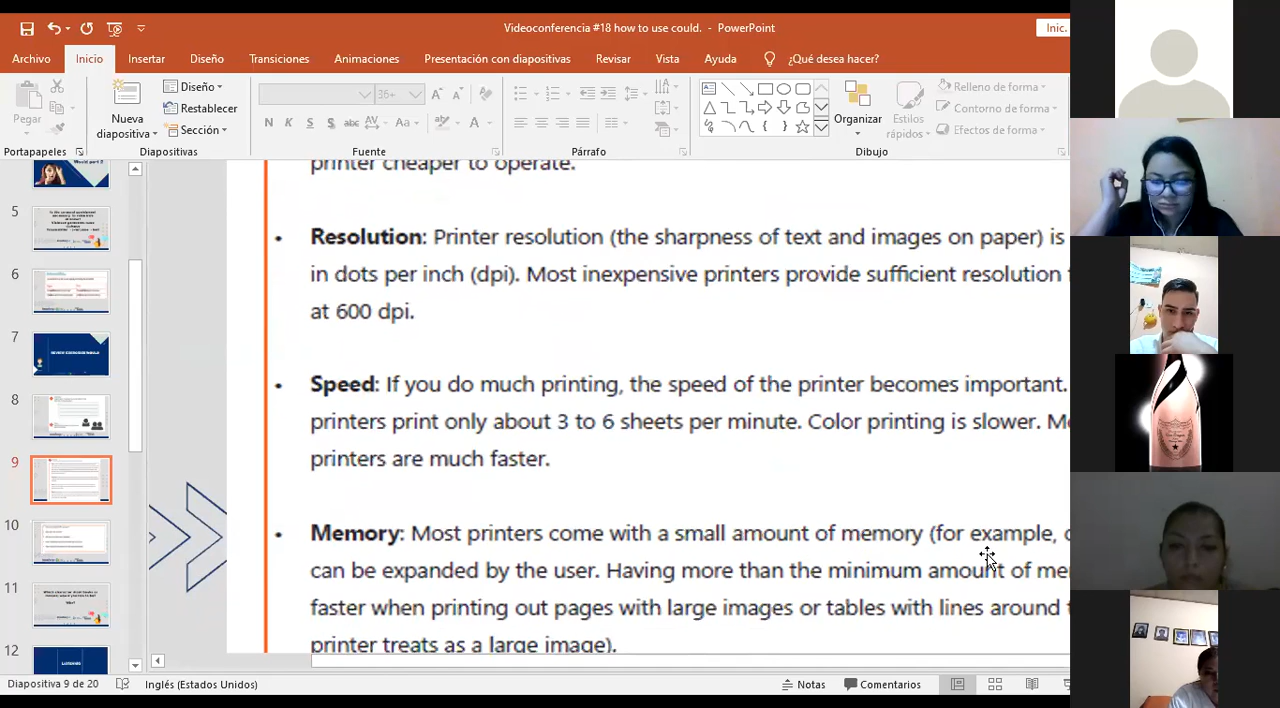 Videoconferencia #18 how to use could. - PowerPoint
Inic.
Archivo Inicio Insertar Diseño Transiciones Animaciones Presentación con diapositivas Revisar Vista Ayuda ¿Qué desea hacer?
Pegar
Nueva diapositiva
Diseño
Restablecer
Sección
36+
N K S S abc AV Aa A
Organizar
Estilos rápidos
Relleno de forma
Contorno de forma
Efectos de forma
Portapapeles Diapositivas Fuente Párrafo Dibujo
5
6
7
8
9
10
11
12
printer cheaper to operate.
• Resolution: Printer resolution (the sharpness of text and images on paper) is
in dots per inch (dpi). Most inexpensive printers provide sufficient resolution
at 600 dpi.
• Speed: If you do much printing, the speed of the printer becomes important.
printers print only about 3 to 6 sheets per minute. Color printing is slower.
printers are much faster.
• Memory: Most printers come with a small amount of memory (for example,
can be expanded by the user. Having more than the minimum amount of
faster when printing out pages with large images or tables with lines around
printer treats as a large image).
Diapositiva 9 de 20 Inglés (Estados Unidos) Notas Comentarios